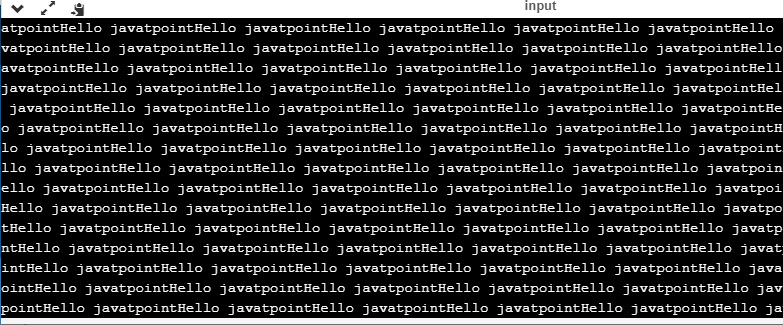 input
atpointHello javatpointHello javatpointHello javatpointHello javatpointHello javatpointHello
vatpointHello javatpointHello javatpointHello javatpointHello javatpointHello javatpointHello
avatpointHello javatpointHello javatpointHello javatpointHello javatpointHello javatpointHell
javatpointHello javatpointHello javatpointHello javatpointHello javatpointHello javatpointHel
javatpointHello javatpointHello javatpointHello javatpointHello javatpointHello javatpointHe
o javatpointHello javatpointHello javatpointHello javatpointHello javatpointHello javatpointH
lo javatpointHello javatpointHello javatpointHello javatpointHello javatpointHello javatpoint
llo javatpointHello javatpointHello javatpointHello javatpointHello javatpointHello javatpoin
ello javatpointHello javatpointHello javatpointHello javatpointHello javatpointHello javatpoi
Hello javatpointHello javatpointHello javatpointHello javatpointHello javatpointHello javatpo
tHello javatpointHello javatpointHello javatpointHello javatpointHello javatpointHello javatp
ntHello javatpointHello javatpointHello javatpointHello javatpointHello javatpointHello javat
intHello javatpointHello javatpointHello javatpointHello javatpointHello javatpointHello java
ointHello javatpointHello javatpointHello javatpointHello javatpointHello javatpointHello jav
pointHello javatpointHello javatpointHello javatpointHello javatpointHello javatpointHello ja